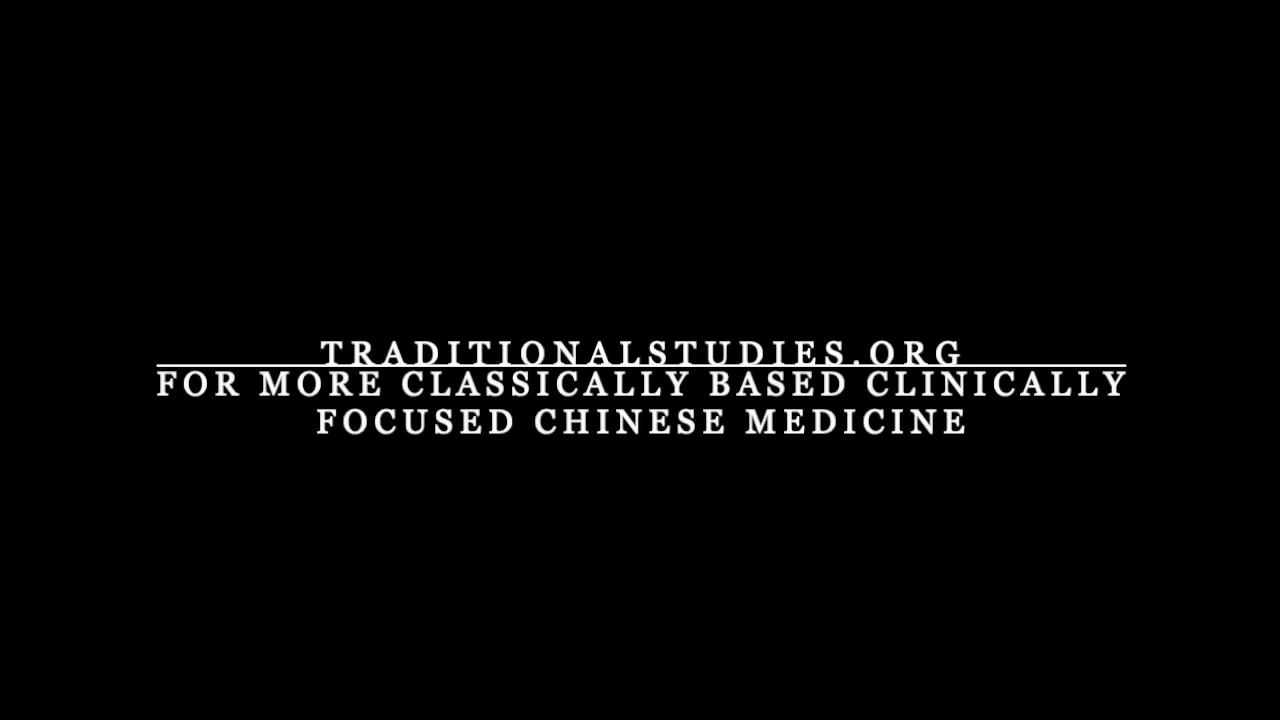 TRADITIONALSTUDIES.ORG
FOR MORE CLASSICALLY BASED CLINICALLY
FOCUSED CHINESE MEDICINE